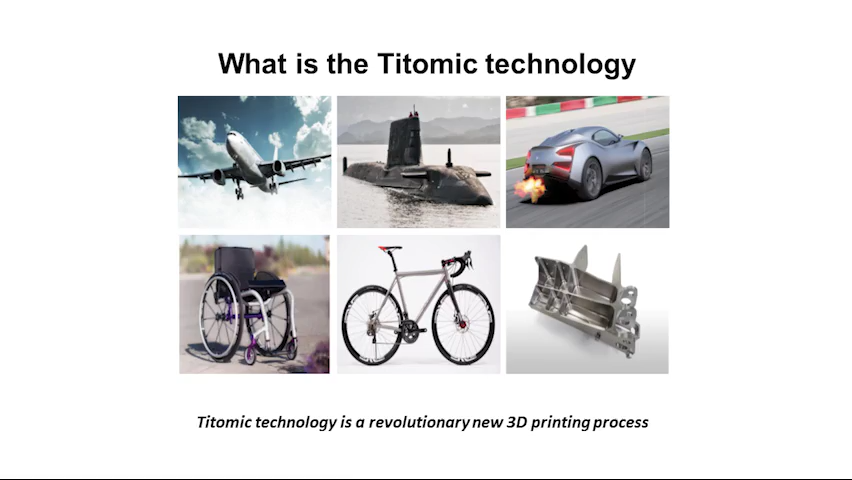 What is the Titomic technology
Titomic technology is a revolutionary new 3D printing process